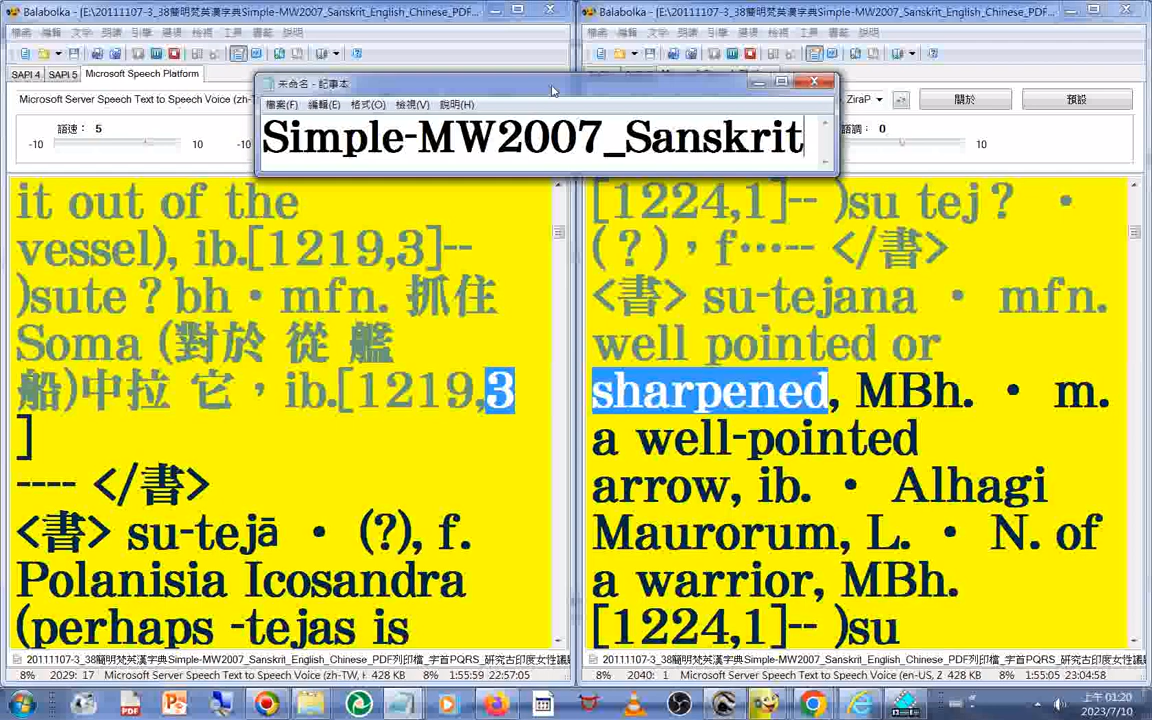 Balabolka - [E:\20111107-3_38簡明梵英漢字典Simple-MW2007_Sanskrit_English_Chinese_PDF...
SAPI 4 SAPI 5 Microsoft Speech Platform
Microsoft Server Speech Text to Speech Voice (zh-
語速: 5
-10 10 -10
it out of the
vessel), ib.[1219,3]--
)sute？bh • mfn. 抓住
Soma (對於 從 艦
船)中拉 它，ib.[1219,3
]
---- </書>
<書> su-tejā • (?), f.
Polanisia Icosandra
(perhaps -tejas is
20111107-3_38簡明梵英漢字典Simple-MW2007_Sanskrit_English_Chinese_PDF列印檔_字首PQRS_研究古印度女性議
8% 2029: 17 Microsoft Server Speech Text to Speech Voice (zh-TW, H 428 KB 8% 1:55:59 22:57:05
未命名 - 記事本
檔案(F) 編輯(E) 格式(O) 檢視(V) 說明(H)
Simple-MW2007_Sanskrit
Balabolka - [E:\20111107-3_38簡明梵英漢字典Simple-MW2007_Sanskrit_English_Chinese_PDF...
ZiraP 關於 預設
語調: 0
10
[1224,1]-- )su tej？ •
(？)，f…-- </書>
<書> su-tejana • mfn.
well pointed or
sharpened, MBh. • m.
a well-pointed
arrow, ib. • Alhagi
Maurorum, L. • N. of
a warrior, MBh.
[1224,1]-- )su
20111107-3_38簡明梵英漢字典Simple-MW2007_Sanskrit_English_Chinese_PDF列印檔_字首PQRS_研究古印度女性議
8% 2040: 1 Microsoft Server Speech Text to Speech Voice (en-US, Z 428 KB 8% 1:55:59 23:04:58
上午 01:20
2023/7/10